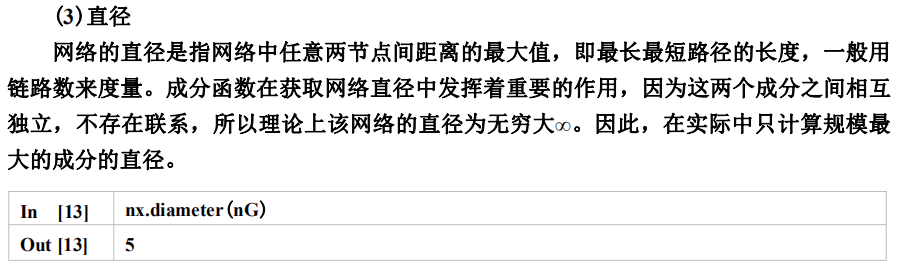 (3)直径
网络的直径是指网络中任意两节点间距离的最大值，即最长最短路径的长度，一般用
链路数来度量。成分函数在获取网络直径中发挥着重要的作用，因为这两个成分之间相互
独立，不存在联系，所以理论上该网络的直径为无穷大∞。因此，在实际中只计算规模最
大的成分的直径。
In [13] nx.diameter(nG)
Out [13] 5